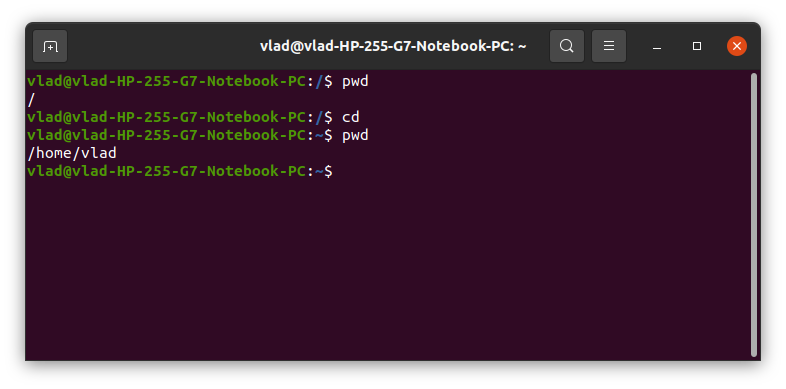 vlad@vlad-HP-255-G7-Notebook-PC: ~
vlad@vlad-HP-255-G7-Notebook-PC:/$ pwd
/
vlad@vlad-HP-255-G7-Notebook-PC:/$ cd
vlad@vlad-HP-255-G7-Notebook-PC:~$ pwd
/home/vlad
vlad@vlad-HP-255-G7-Notebook-PC:~$